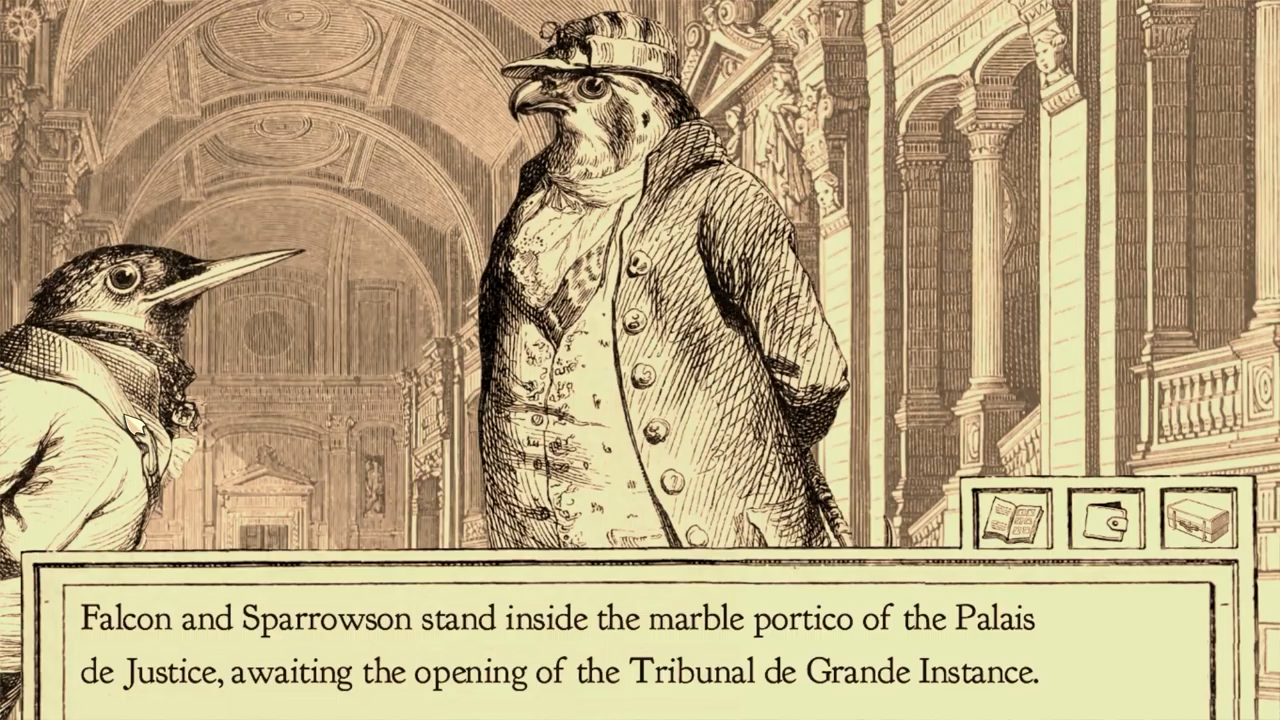 Falcon and Sparrowson stand inside the marble portico of the Palais
de Justice, awaiting the opening of the Tribunal de Grande Instance.